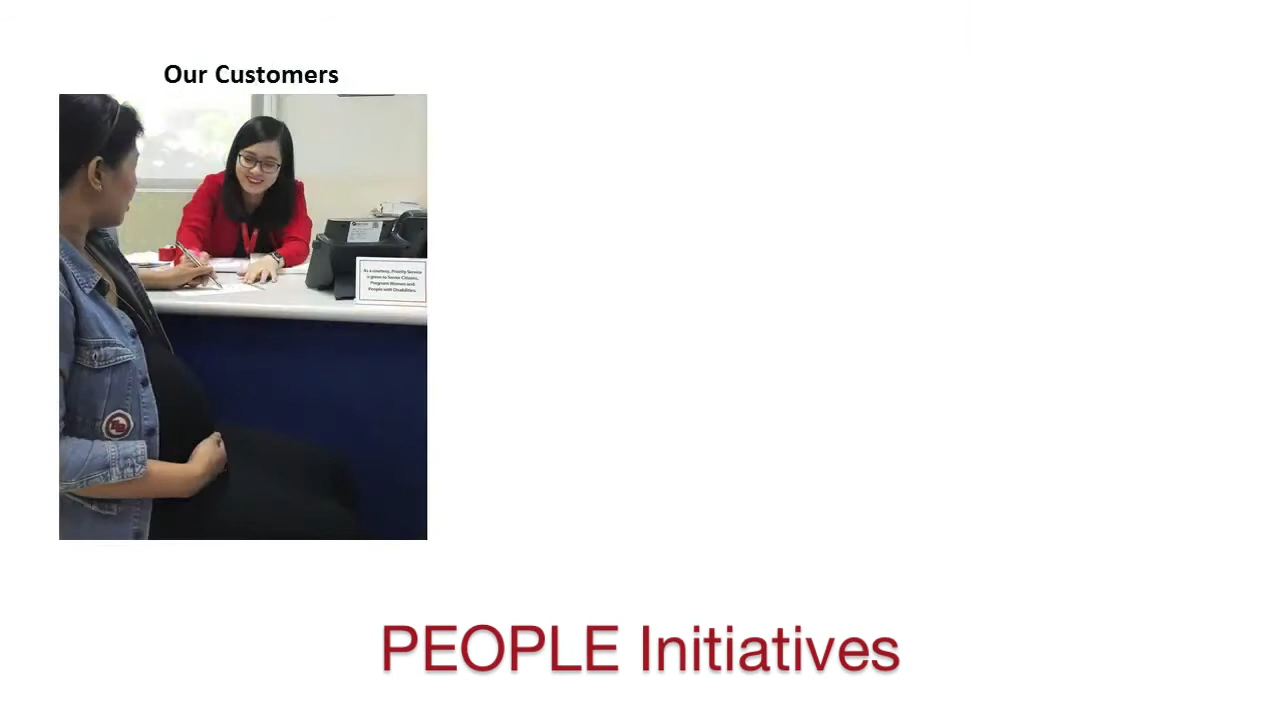 Our Customers
As a courtesy, Priority Service
is given to Senior Citizens,
Pregnant Women and
People with Disabilities.
PEOPLE Initiatives